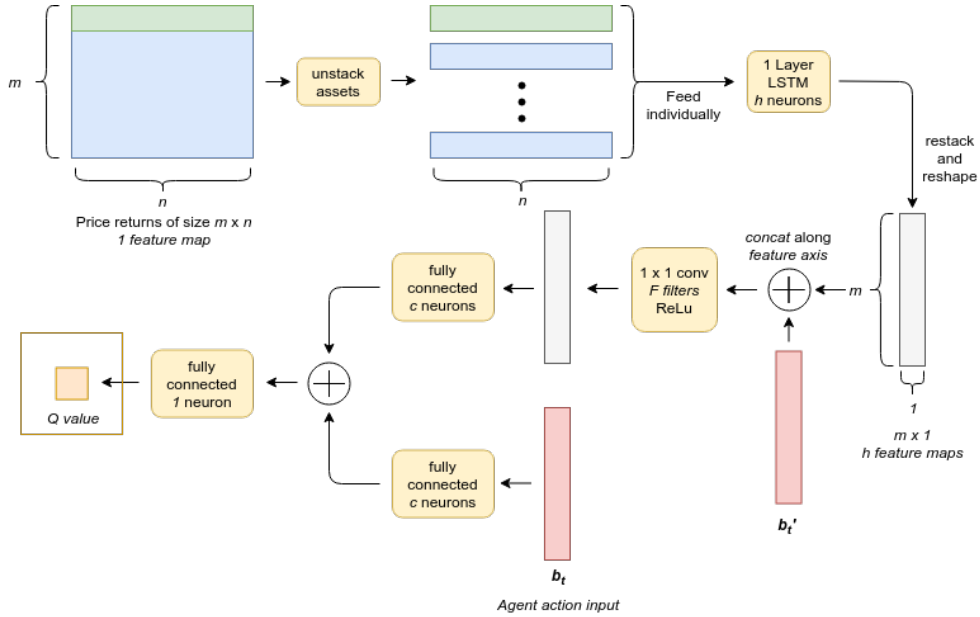 m
unstack
assets
Feed
individually
1 Layer
LSTM
h neurons
restack
and
reshape
n
Price returns of size m x n
1 feature map
n
fully
connected
c neurons
1 x 1 conv
F filters
ReLu
concat along
feature axis
m
1
m x 1
h feature maps
Q value
fully
connected
1 neuron
fully
connected
c neurons
bt
Agent action input
bt'